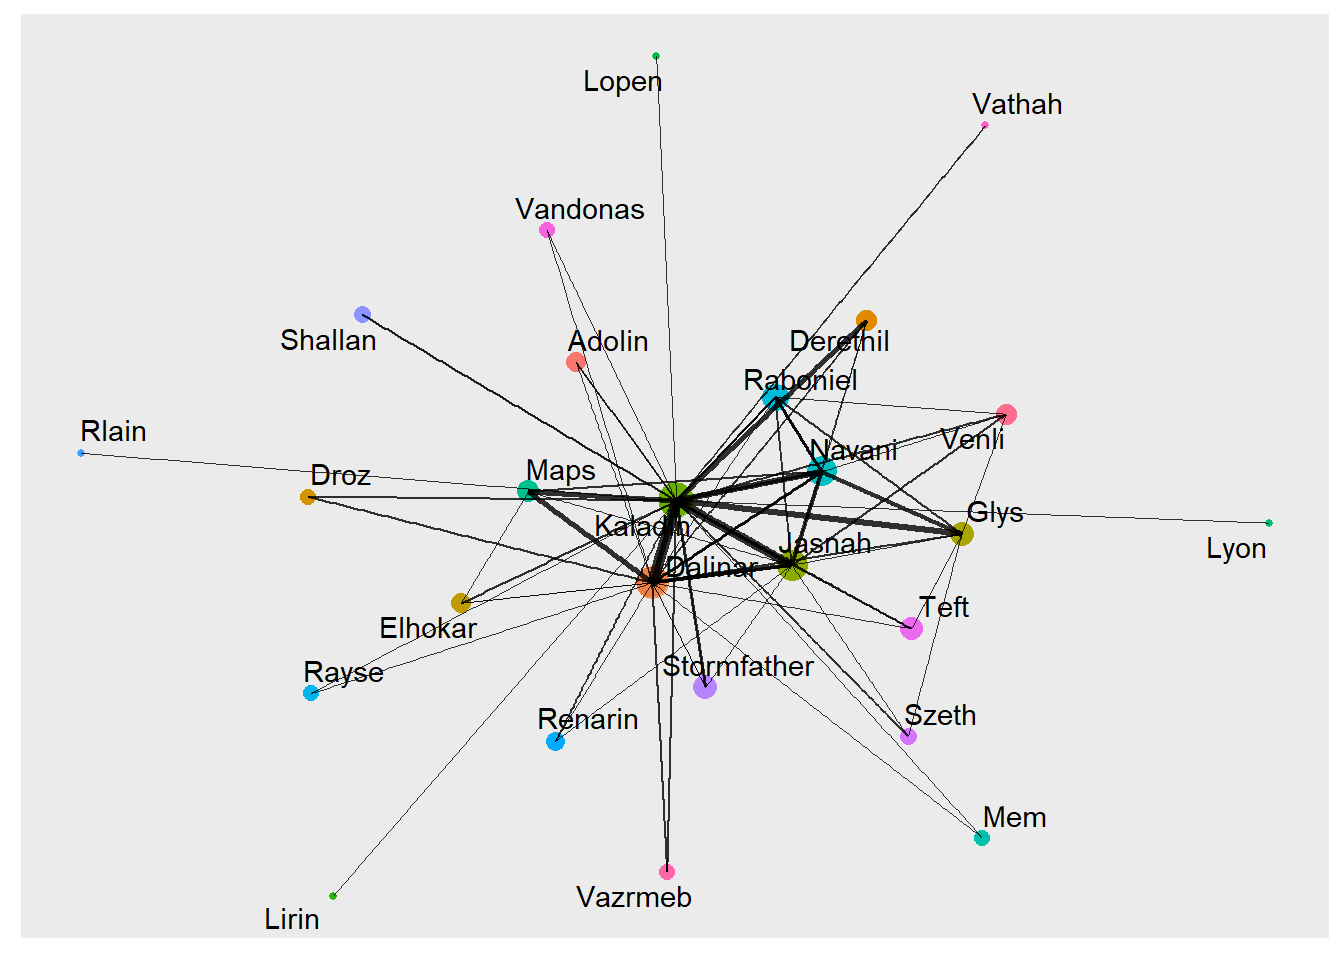 Lopen
Vathah
Vandonas
Shallan
Adolin
Derethil
Raboniel
Rlain
Venli
Navani
Droz
Maps
Glys
Kaladin
Jasnah
Lyon
Dalinar
Teft
Elhokar
Stormfather
Rayse
Renarin
Szeth
Mem
Vazrmeb
Lirin